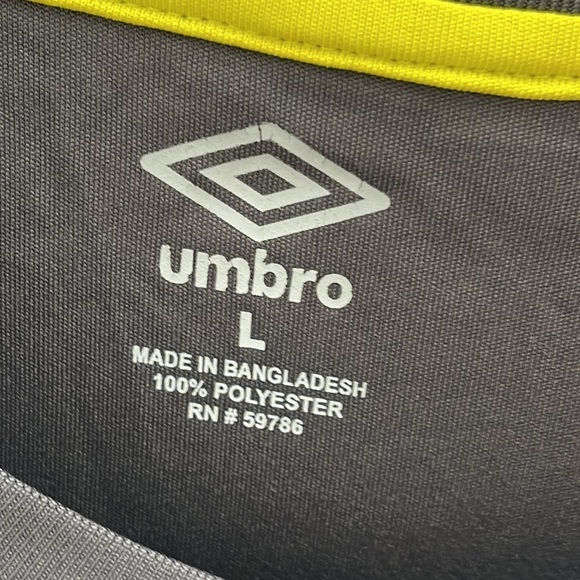 umbro
L
MADE IN BANGLADESH
100% POLYESTER
RN # 59786